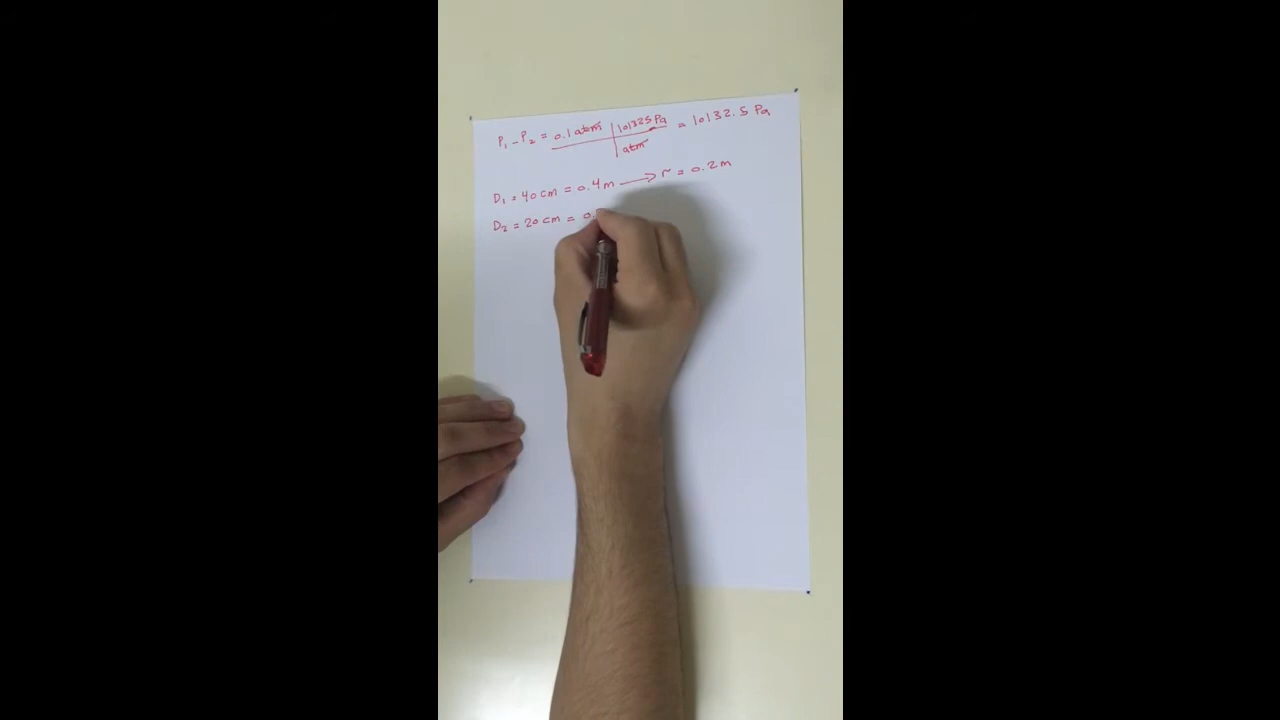 P₁ - P₂ = 0.1 atm | 101325 Pa / atm = 10132.5 Pa
D₁ = 40 cm = 0.4 m → r = 0.2 m
D₂ = 20 cm = 0.